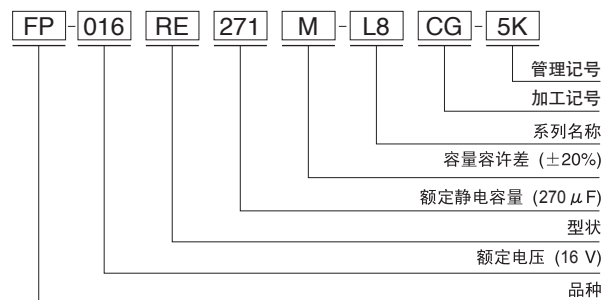 FP-016 RE 271 M-L8 CG-5K
管理记号
加工记号
系列名称
容量容许差 (±20%)
额定静电容量 (270 μF)
型状
额定电压 (16 V)
品种